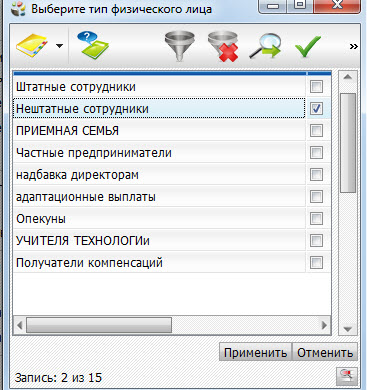 Выберите тип физического лица
»
Штатные сотрудники
Нештатные сотрудники
ПРИЕМНАЯ СЕМЬЯ
Частные предприниматели
надбавка директорам
адаптационные выплаты
Опекуны
УЧИТЕЛЯ ТЕХНОЛОГИи
Получатели компенсаций
Применить Отменить
Запись: 2 из 15